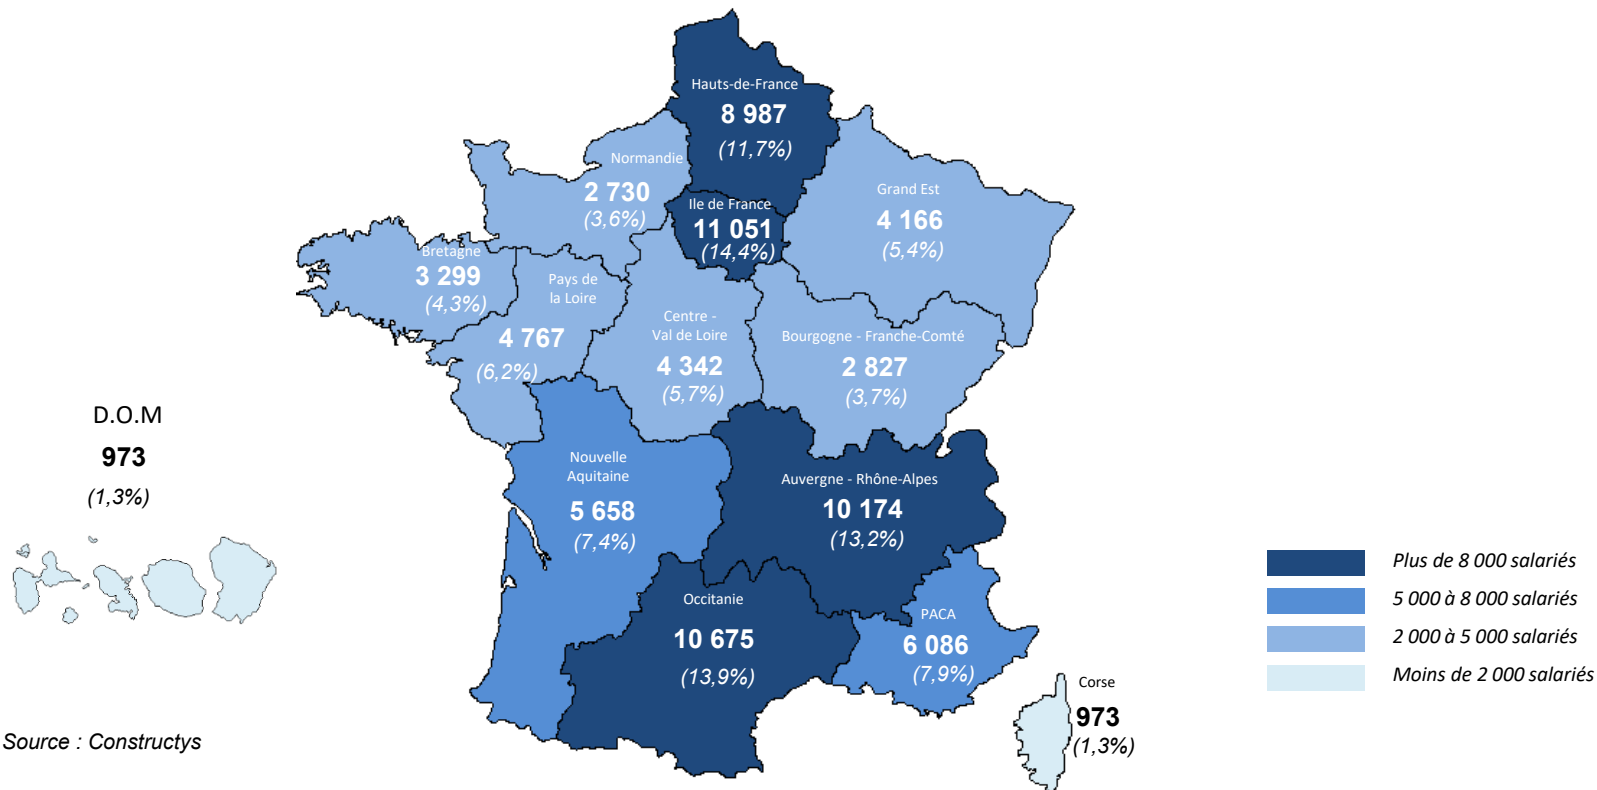 Hauts-de-France
8 987
(11,7%)
Normandie
2 730
(3,6%)
Ile de France
11 051
(14,4%)
Grand Est
4 166
(5,4%)
Bretagne
3 299
(4,3%)
Pays de
la Loire
4 767
(6,2%)
Centre -
Val de Loire
4 342
(5,7%)
Bourgogne - Franche-Comté
2 827
(3,7%)
D.O.M
973
(1,3%)
Nouvelle
Aquitaine
5 658
(7,4%)
Auvergne - Rhône-Alpes
10 174
(13,2%)
Occitanie
10 675
(13,9%)
PACA
6 086
(7,9%)
Corse
973
(1,3%)
Plus de 8 000 salariés
5 000 à 8 000 salariés
2 000 à 5 000 salariés
Moins de 2 000 salariés
Source : Constructys